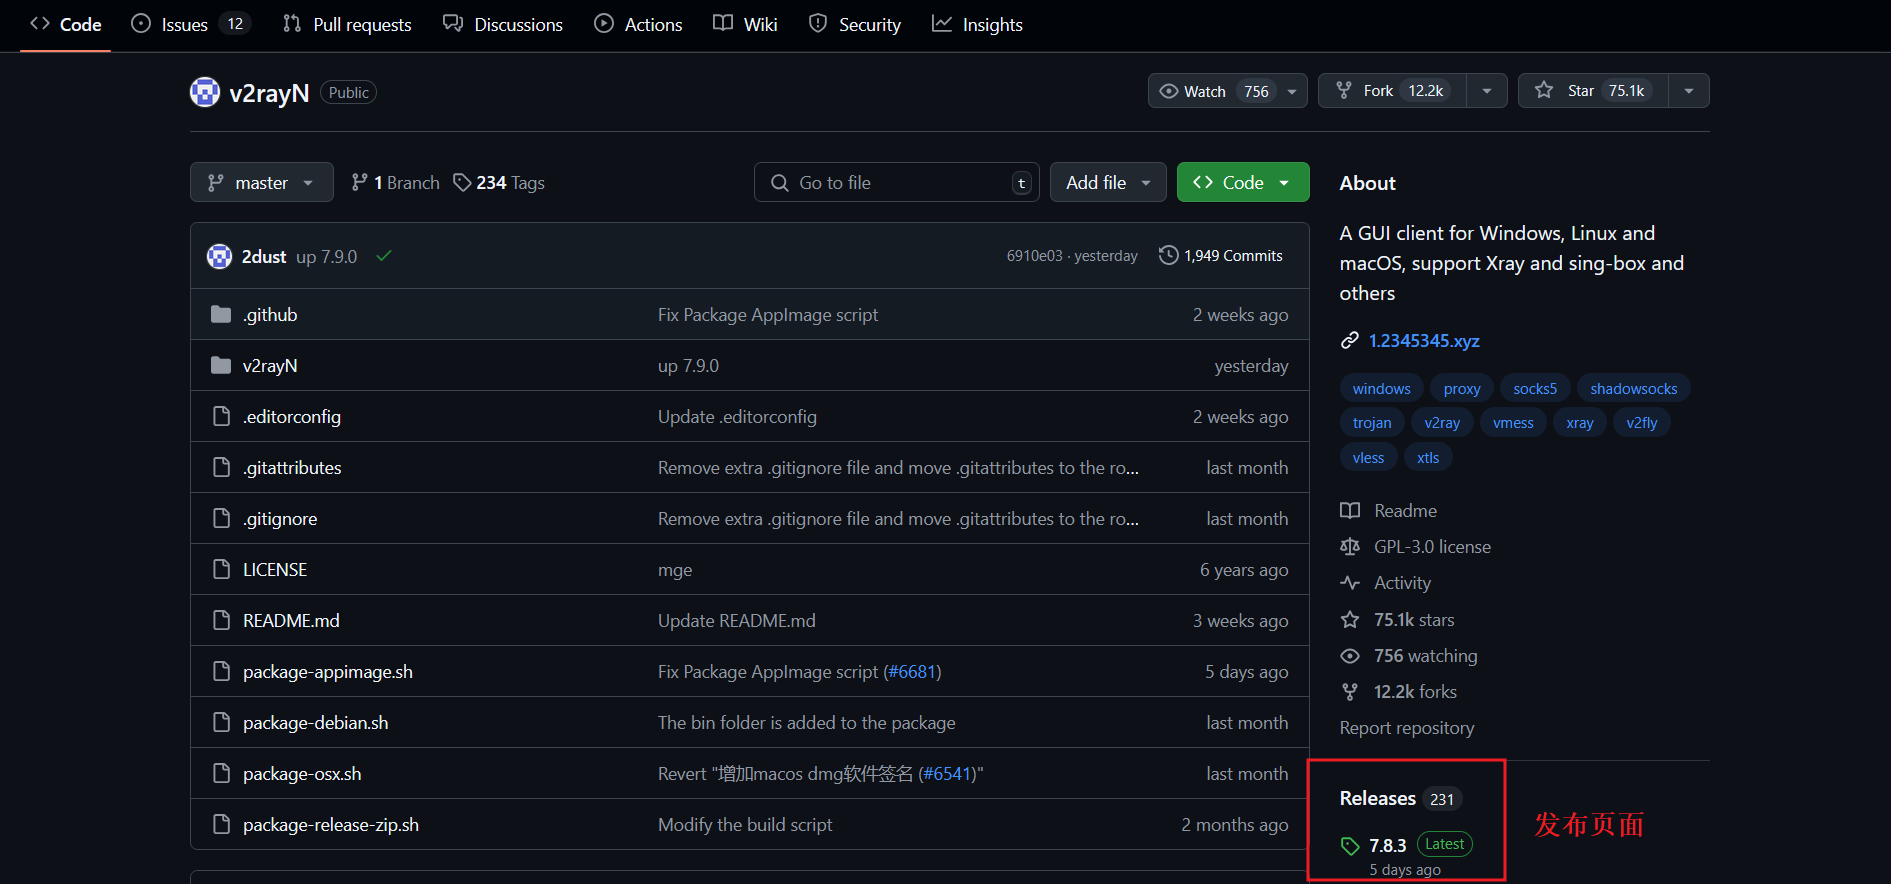 Code Issues 12 Pull requests Discussions Actions Wiki Security Insights
v2rayN Public Watch 756 Fork 12.2k Star 75.1k
master 1 Branch 234 Tags Go to file t Add file Code
2dust up 7.9.0 6910e03 · yesterday 1,949 Commits
.github Fix Package AppImage script 2 weeks ago
v2rayN up 7.9.0 yesterday
.editorconfig Update .editorconfig 2 weeks ago
.gitattributes Remove extra .gitignore file and move .gitattributes to the ro... last month
.gitignore Remove extra .gitignore file and move .gitattributes to the ro... last month
LICENSE mge 6 years ago
README.md Update README.md 3 weeks ago
package-appimage.sh Fix Package AppImage script (#6681) 5 days ago
package-debian.sh The bin folder is added to the package last month
package-osx.sh Revert "增加macos dmg软件签名 (#6541)" last month
package-release-zip.sh Modify the build script 2 months ago
About
A GUI client for Windows, Linux and
macOS, support Xray and sing-box and
others
1.2345345.xyz
windows proxy socks5 shadowsocks
trojan v2ray vmess xray v2fly
vless xtls
Readme
GPL-3.0 license
Activity
75.1k stars
756 watching
12.2k forks
Report repository
Releases 231
7.8.3 Latest
5 days ago
发布页面